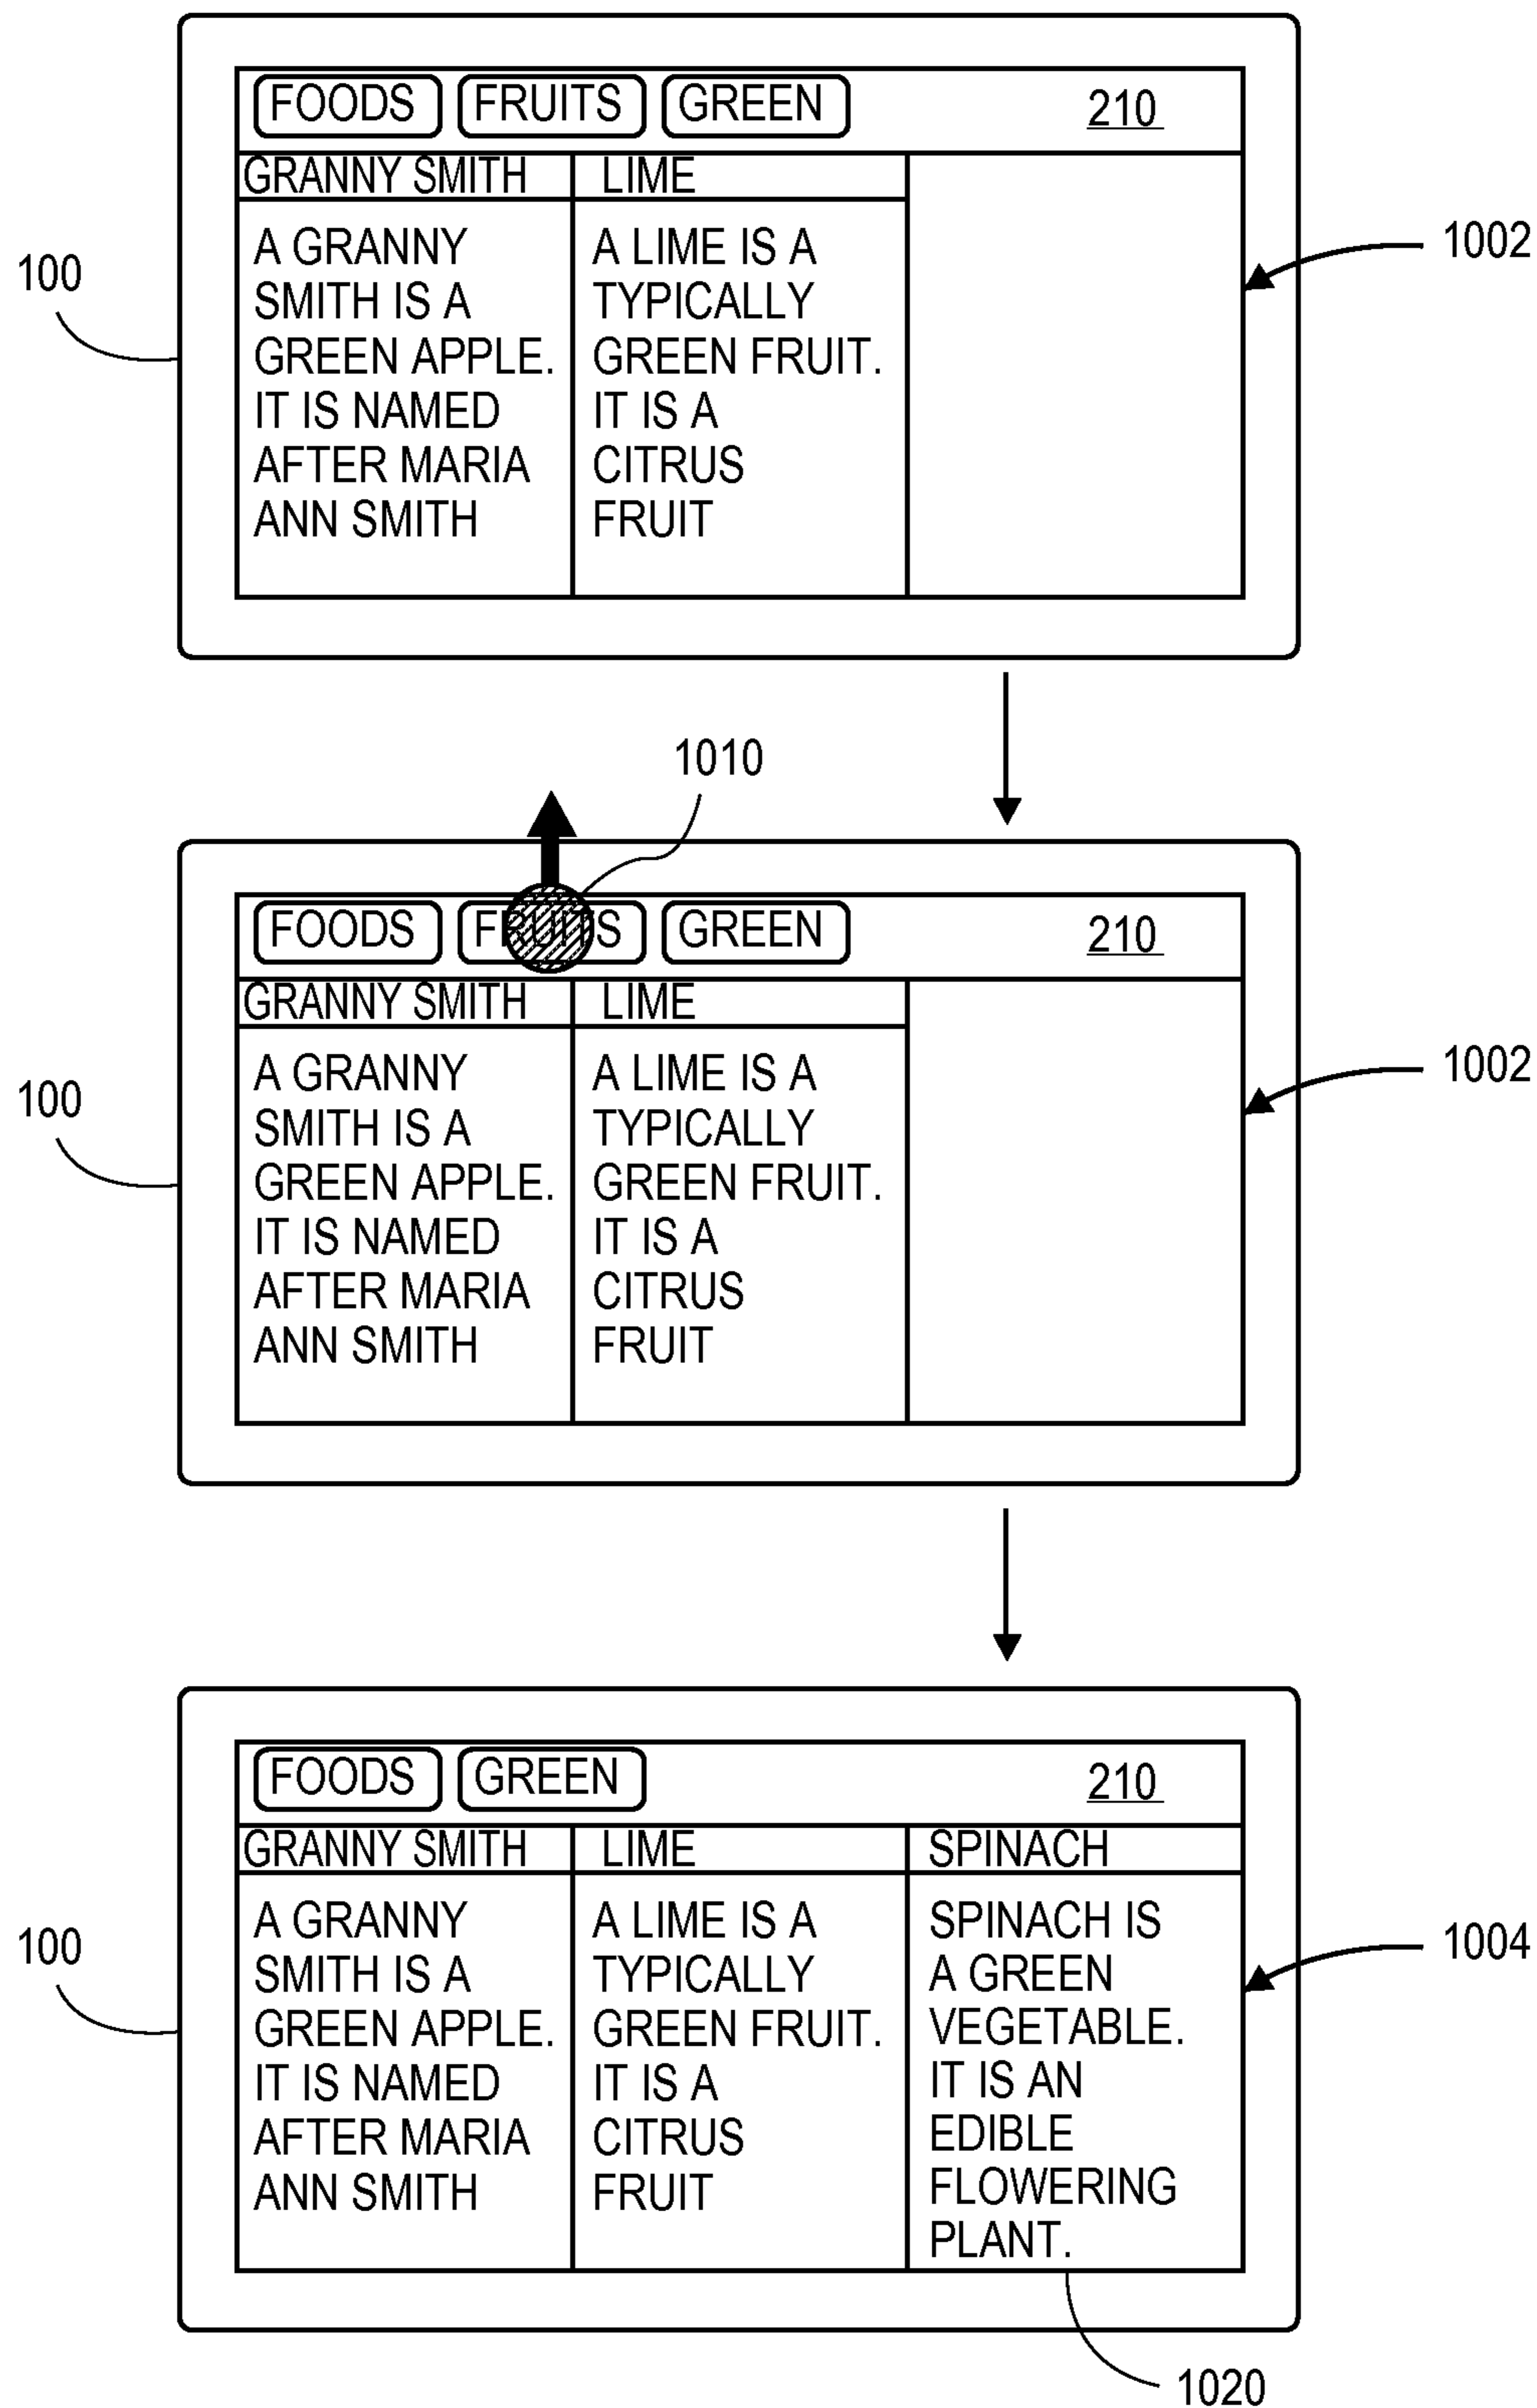 FOODS FRUITS GREEN 210
GRANNY SMITH LIME
A GRANNY
SMITH IS A
GREEN APPLE.
IT IS NAMED
AFTER MARIA
ANN SMITH
A LIME IS A
TYPICALLY
GREEN FRUIT.
IT IS A
CITRUS
FRUIT
100
1002
1010
FOODS FRUITS GREEN 210
GRANNY SMITH LIME
A GRANNY
SMITH IS A
GREEN APPLE.
IT IS NAMED
AFTER MARIA
ANN SMITH
A LIME IS A
TYPICALLY
GREEN FRUIT.
IT IS A
CITRUS
FRUIT
100
1002
FOODS GREEN 210
GRANNY SMITH LIME SPINACH
A GRANNY
SMITH IS A
GREEN APPLE.
IT IS NAMED
AFTER MARIA
ANN SMITH
A LIME IS A
TYPICALLY
GREEN FRUIT.
IT IS A
CITRUS
FRUIT
SPINACH IS
A GREEN
VEGETABLE.
IT IS AN
EDIBLE
FLOWERING
PLANT.
100
1004
1020